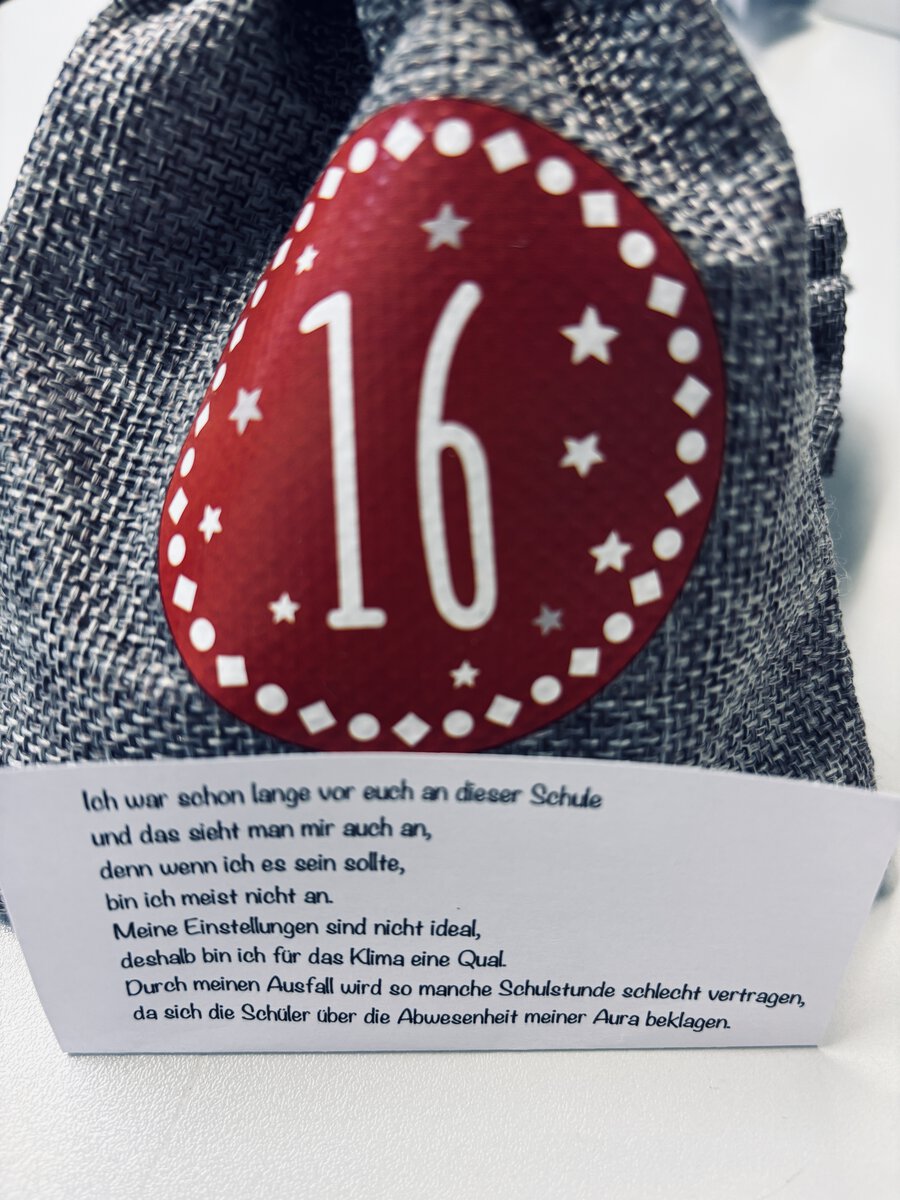 16
Ich war schon lange vor euch an dieser Schule
und das sieht man mir auch an,
denn wenn ich es sein sollte,
bin ich meist nicht an.
Meine Einstellungen sind nicht ideal,
deshalb bin ich für das Klima eine Qual.
Durch meinen Ausfall wird so manche Schulstunde schlecht vertragen,
da sich die Schüler über die Abwesenheit meiner Aura beklagen.